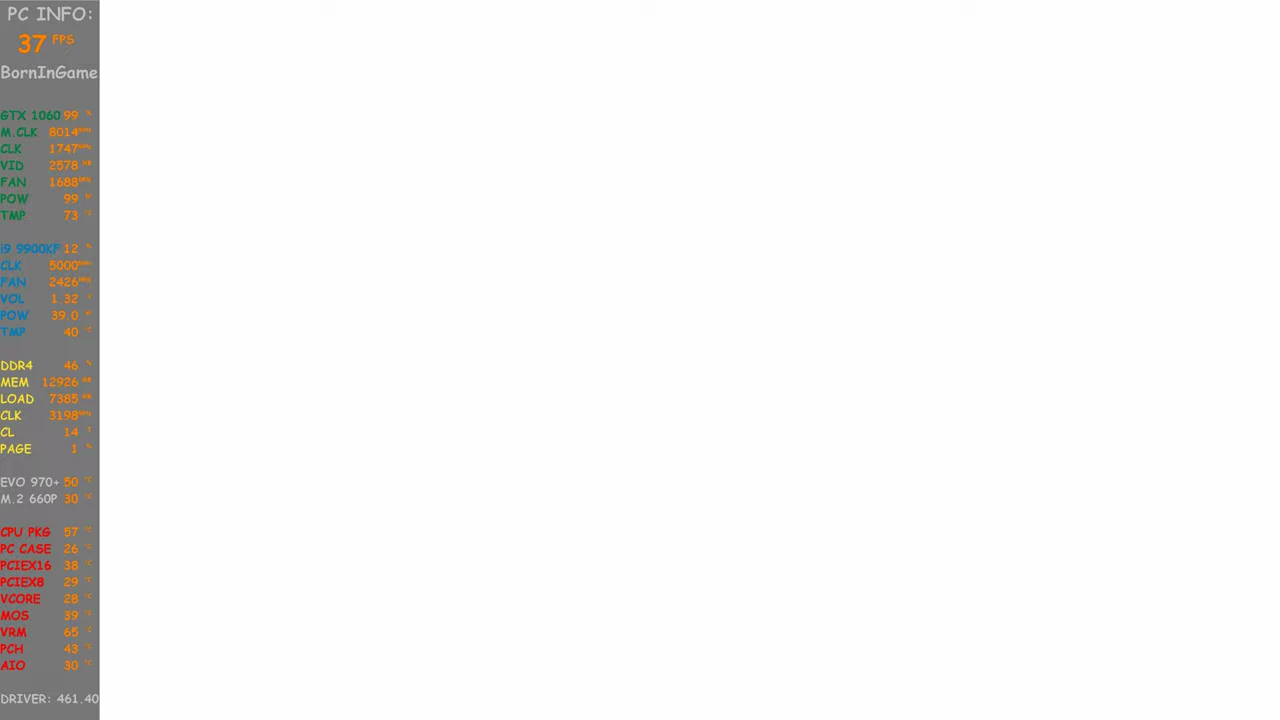 PC INFO:
37 FPS
BornInGame
GTX 1060 99 %
M.CLK 8014
CLK 1747
VID 2578 MB
FAN 1688
POW 99
TMP 73 °C
i9 9900KF 12 %
CLK 5000
FAN 2426
VOL 1.32
POW 39.0
TMP 40 °C
DDR4 46 %
MEM 12926 MB
LOAD 7385 MB
CLK 3198
CL 14 T
PAGE 1 %
EVO 970+ 50 °C
M.2 660P 30 °C
CPU PKG 57 °C
PC CASE 26 °C
PCIEX16 38 °C
PCIEX8 29 °C
VCORE 28 °C
MOS 39 °C
VRM 65 °C
PCH 43 °C
AIO 30 °C
DRIVER: 461.40